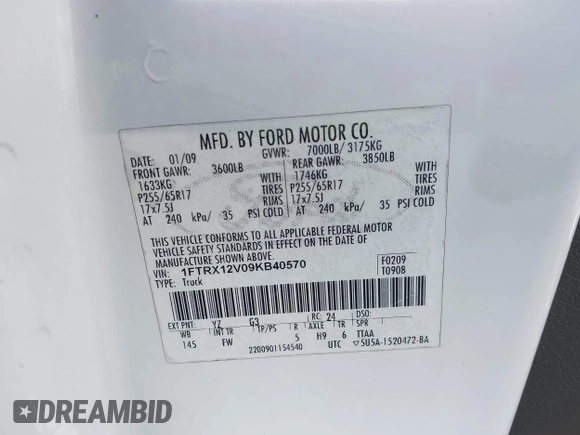 MFD. BY FORD MOTOR CO.
DATE: 01/09 GVWR: 7000LB/ 3175KG
FRONT GAWR: 3600LB REAR GAWR: 3850LB
1633KG 1746KG
P255/65R17 TIRES P255/65R17 TIRES
17x7.5J RIMS 17x7.5J RIMS
AT 240 kPa/ 35 PSI COLD AT 240 kPa/ 35 PSI COLD
THIS VEHICLE CONFORMS TO ALL APPLICABLE FEDERAL MOTOR
VEHICLE SAFETY STANDARDS IN EFFECT ON THE DATE OF
MANUFACTURE SHOWN ABOVE.
VIN: 1FTRX12V09KB40570 F0209
TYPE: Truck T0908
EXT PNT: YZ G3 RC: 24 DSO:
WB INT TR TP/PS R AXLE TR SPR
145 FW 5 H9 6 TTAA
2200901154540 UTC ▽5U5A-1520472-BA
DREAMBID